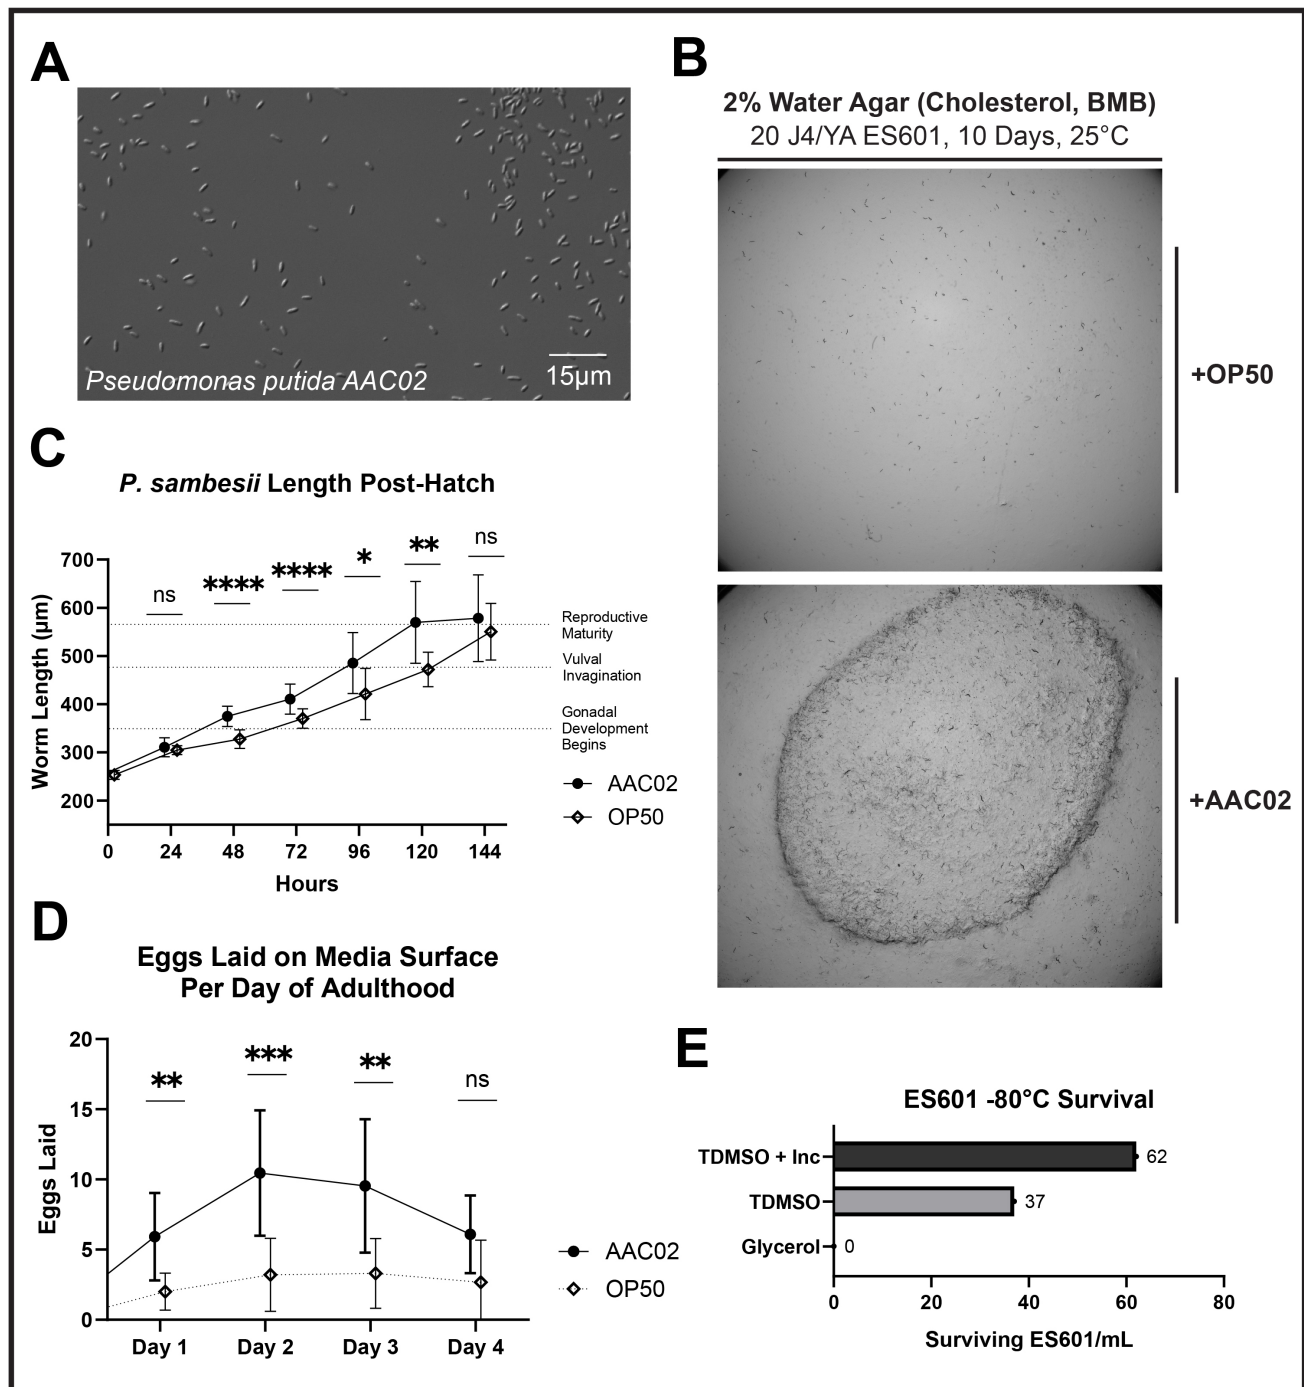 A
Pseudomonas putida AAC02
15µm
B
2% Water Agar (Cholesterol, BMB)
20 J4/YA ES601, 10 Days, 25°C
+OP50
+AAC02
C
P. sambesii Length Post-Hatch
ns
****
****
*
**
ns
700
600
500
400
300
200
Worm Length (µm)
Reproductive
Maturity
Vulval
Invagination
Gonadal
Development
Begins
AAC02
OP50
0 24 48 72 96 120 144
Hours
D
Eggs Laid on Media Surface
Per Day of Adulthood
**
***
**
ns
20
15
10
5
0
Eggs Laid
AAC02
OP50
Day 1 Day 2 Day 3 Day 4
E
ES601 -80°C Survival
TDMSO + Inc 62
TDMSO 37
Glycerol 0
0 20 40 60 80
Surviving ES601/mL